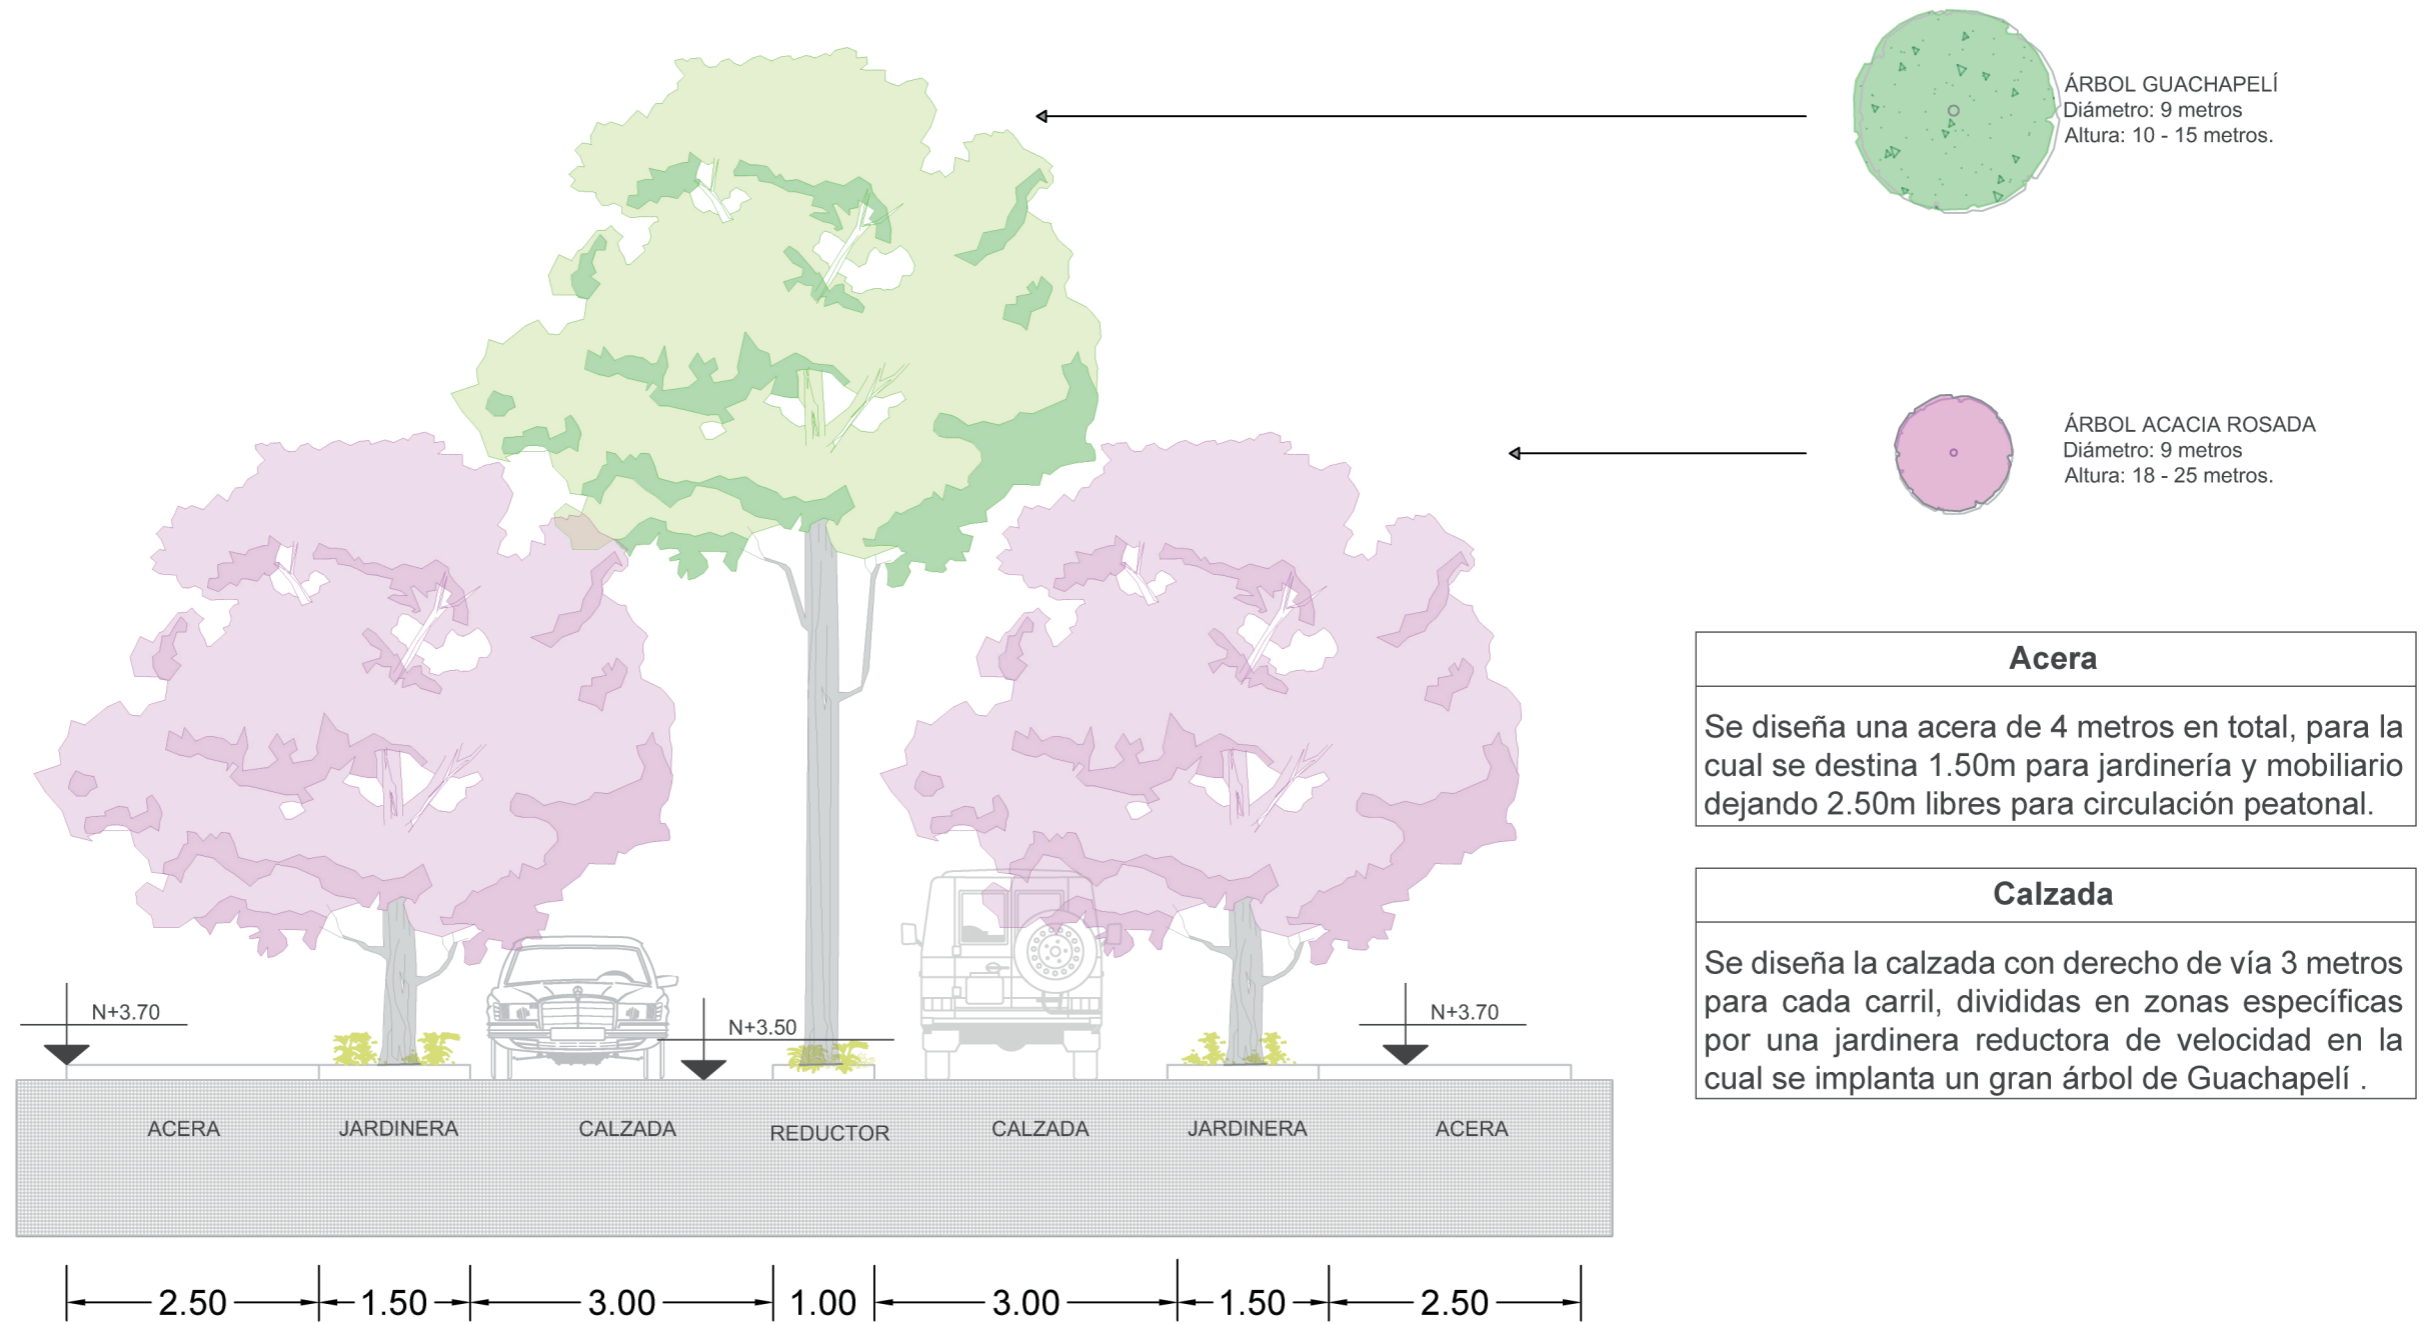 ÁRBOL GUACHAPELÍ
Diámetro: 9 metros
Altura: 10 - 15 metros.
ÁRBOL ACACIA ROSADA
Diámetro: 9 metros
Altura: 18 - 25 metros.
Acera
Se diseña una acera de 4 metros en total, para la
cual se destina 1.50m para jardinería y mobiliario
dejando 2.50m libres para circulación peatonal.
Calzada
Se diseña la calzada con derecho de vía 3 metros
para cada carril, divididas en zonas específicas
por una jardinera reductora de velocidad en la
cual se implanta un gran árbol de Guachapelí .
N+3.70
N+3.50
N+3.70
ACERA
JARDINERA
CALZADA
REDUCTOR
CALZADA
JARDINERA
ACERA
2.50
1.50
3.00
1.00
3.00
1.50
2.50